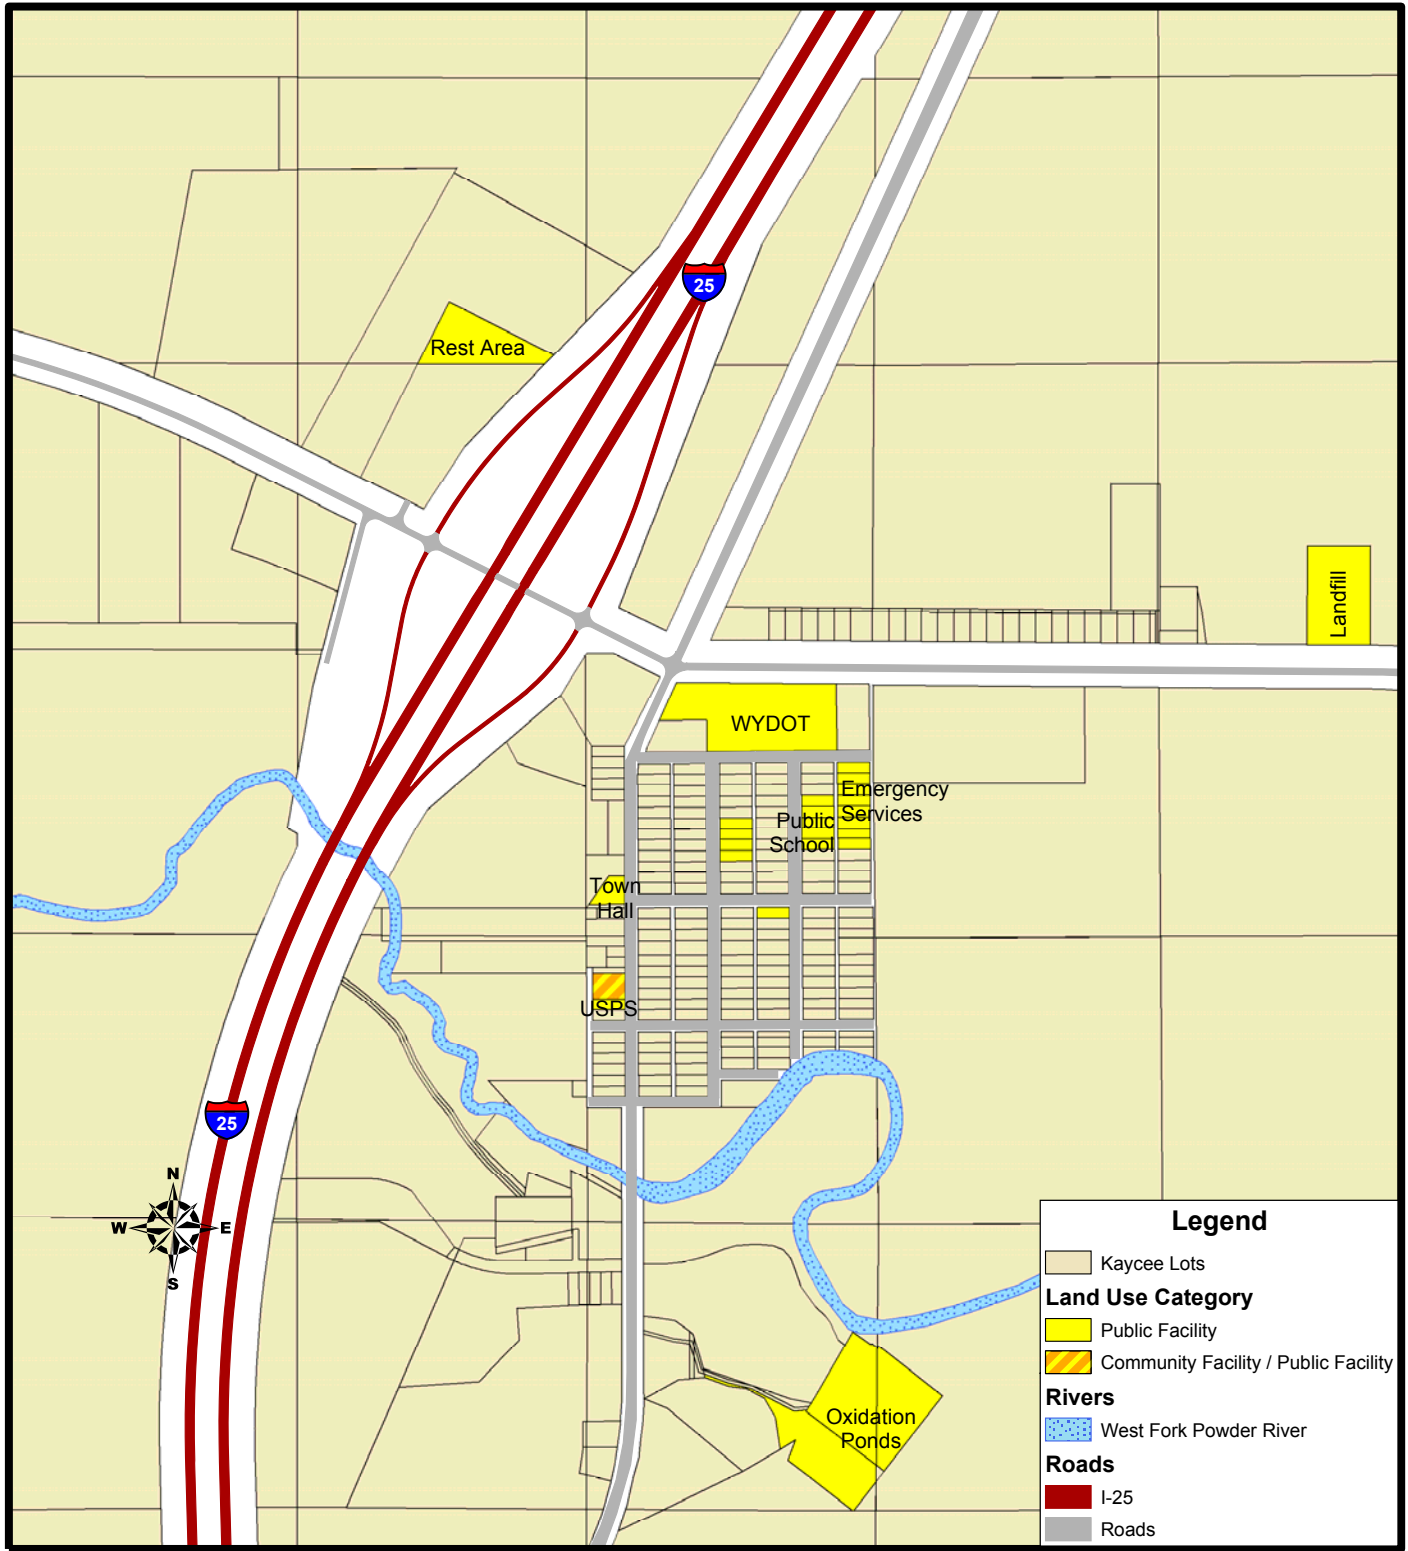 25
Rest Area
Landfill
WYDOT
Emergency
Services
Public
School
Town
Hall
USPS
25
N
W
E
S
Oxidation
Ponds
Legend
Kaycee Lots
Land Use Category
Public Facility
Community Facility / Public Facility
Rivers
West Fork Powder River
Roads
I-25
Roads